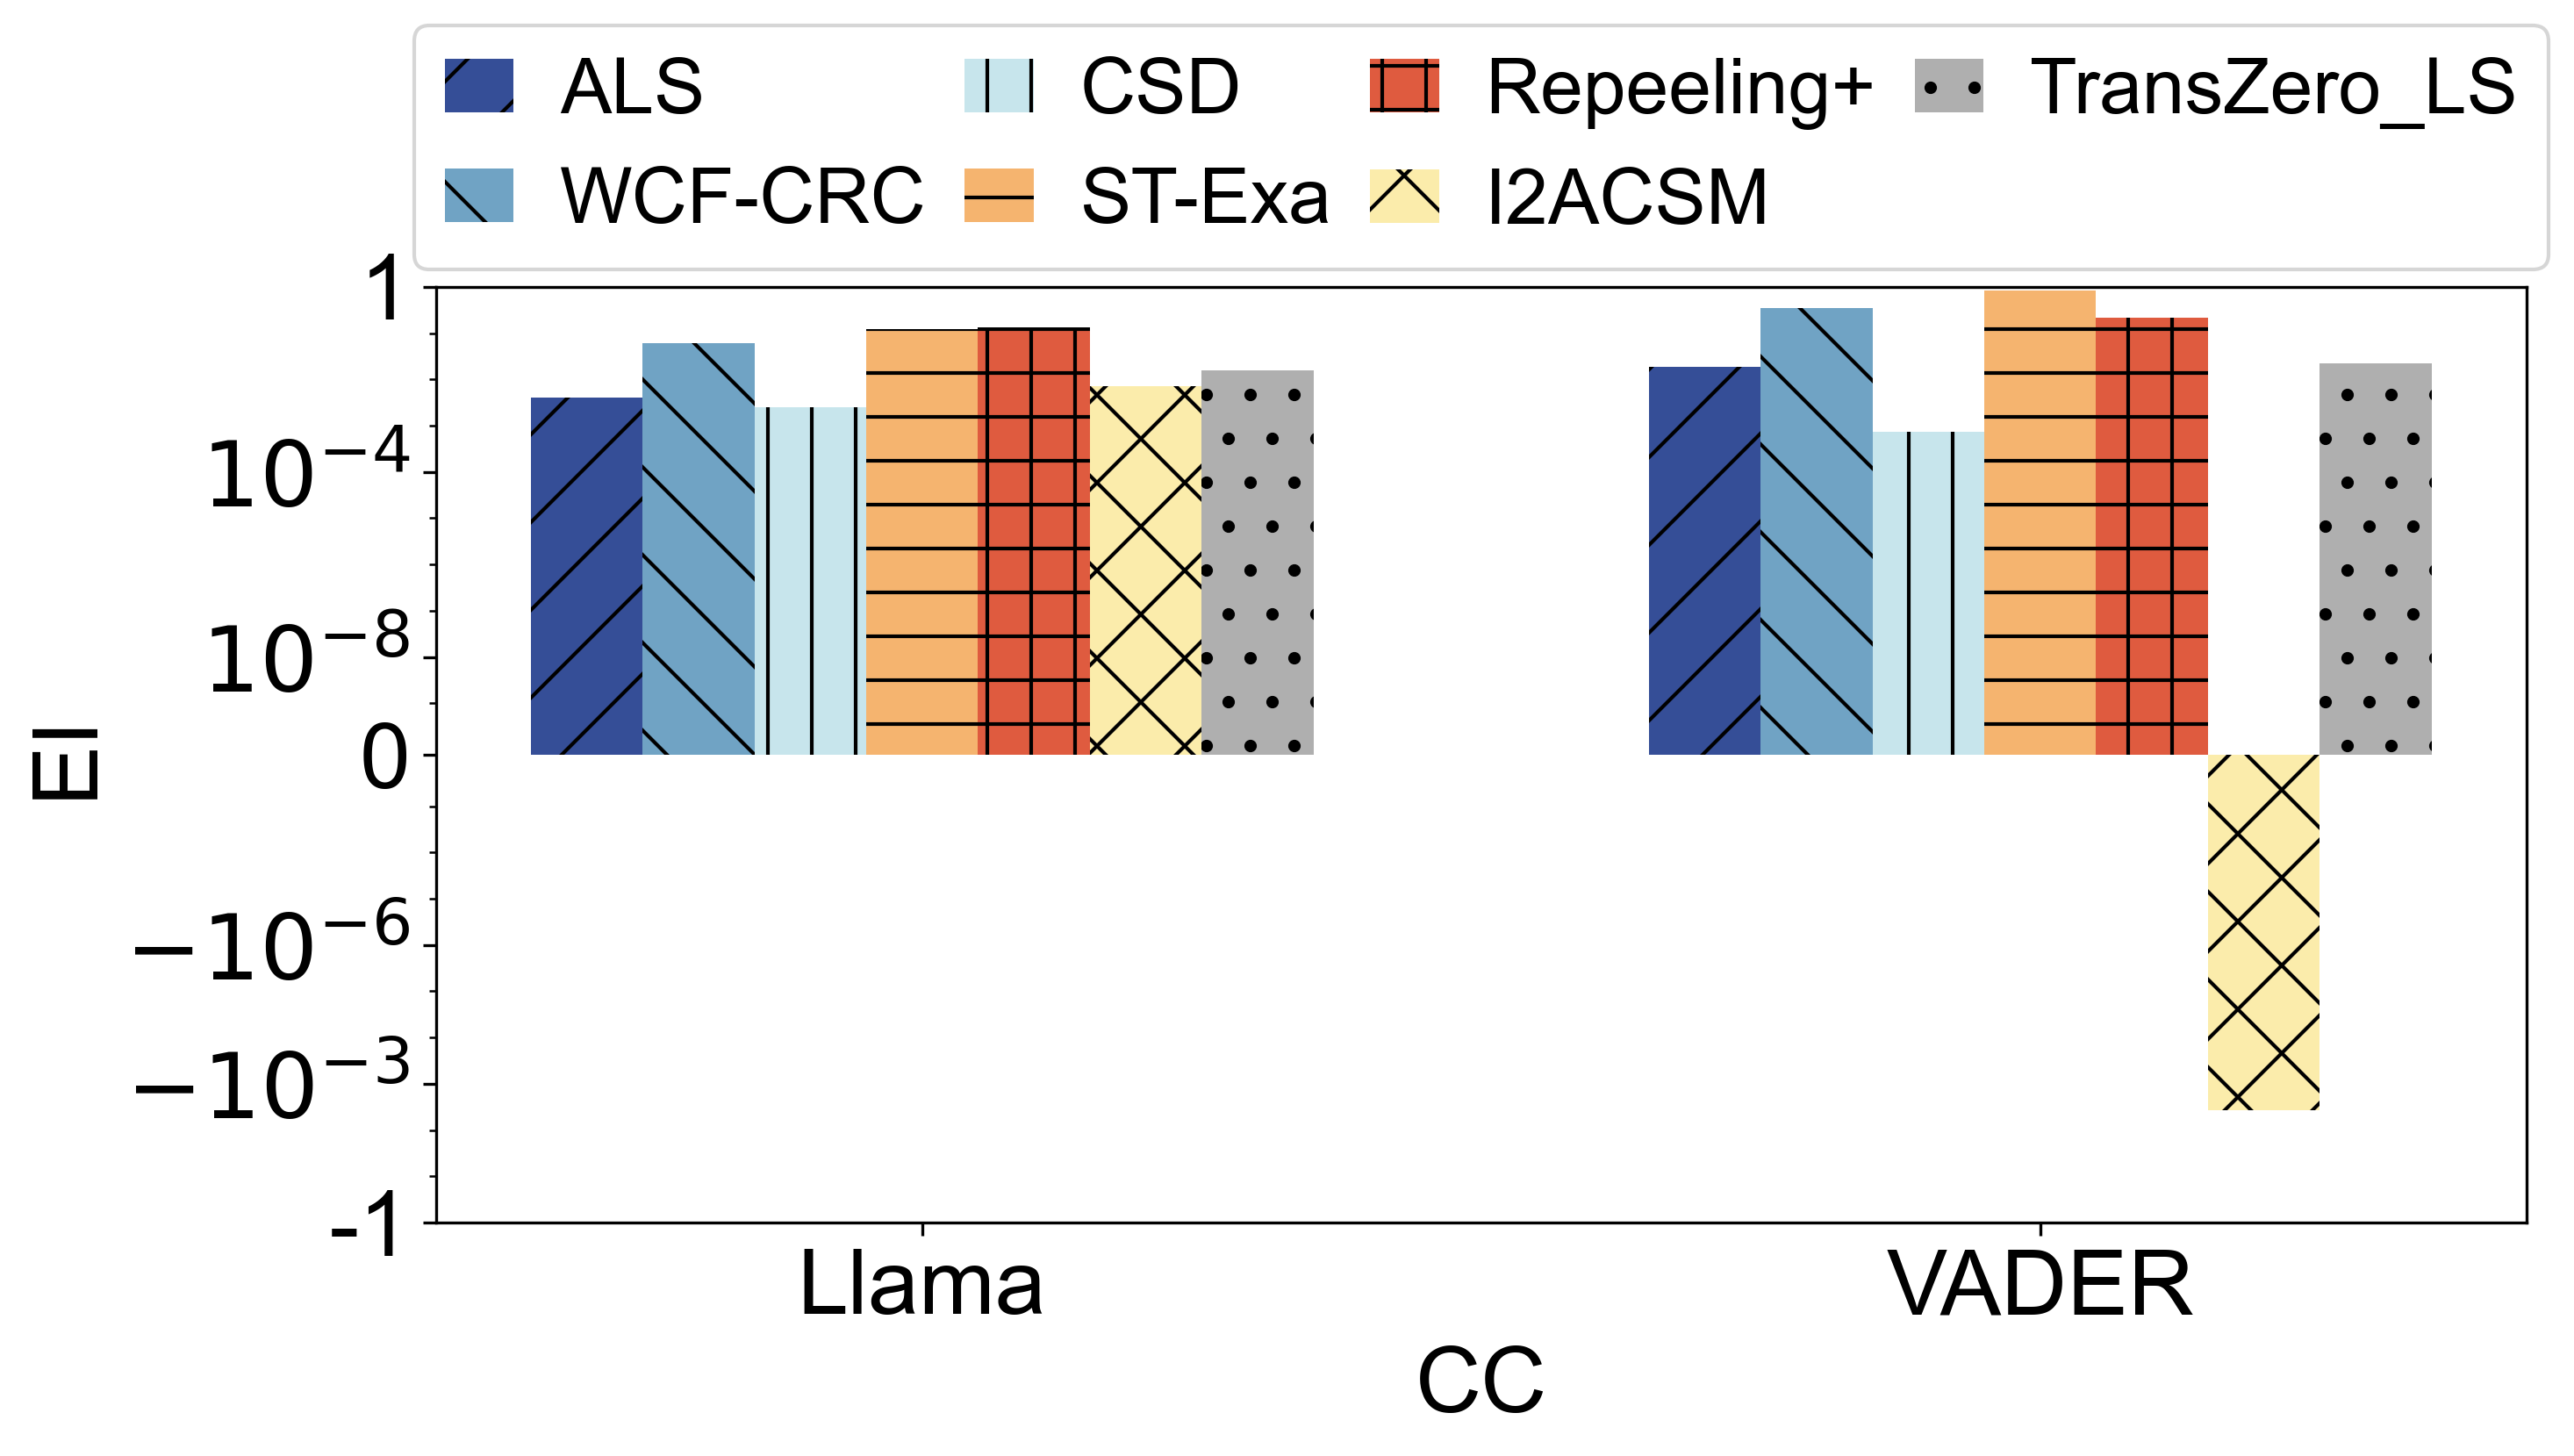 ALS CSD Repeeling+ TransZero_LS
WCF-CRC ST-Exa I2ACSM
1
10⁻⁴
10⁻⁸
0
−10⁻⁶
−10⁻³
-1
EI
Llama VADER
CC